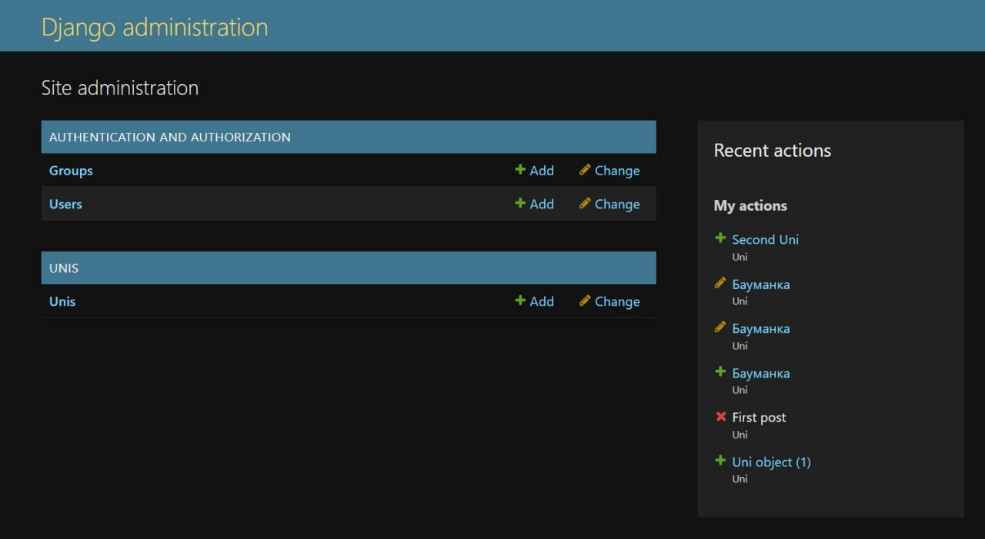 Django administration
Site administration
AUTHENTICATION AND AUTHORIZATION
Groups Add Change
Users Add Change
UNIS
Unis Add Change
Recent actions
My actions
Second Uni
Uni
Бауманка
Uni
Бауманка
Uni
Бауманка
Uni
First post
Uni
Uni object (1)
Uni